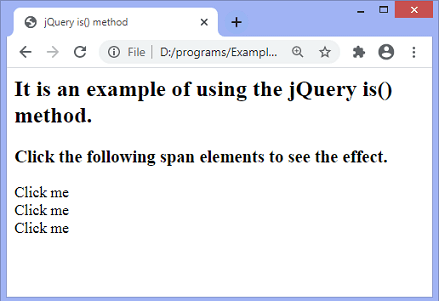 jQuery is() method
File
D:/programs/Exampl...
It is an example of using the jQuery is()
method.
Click the following span elements to see the effect.
Click me
Click me
Click me